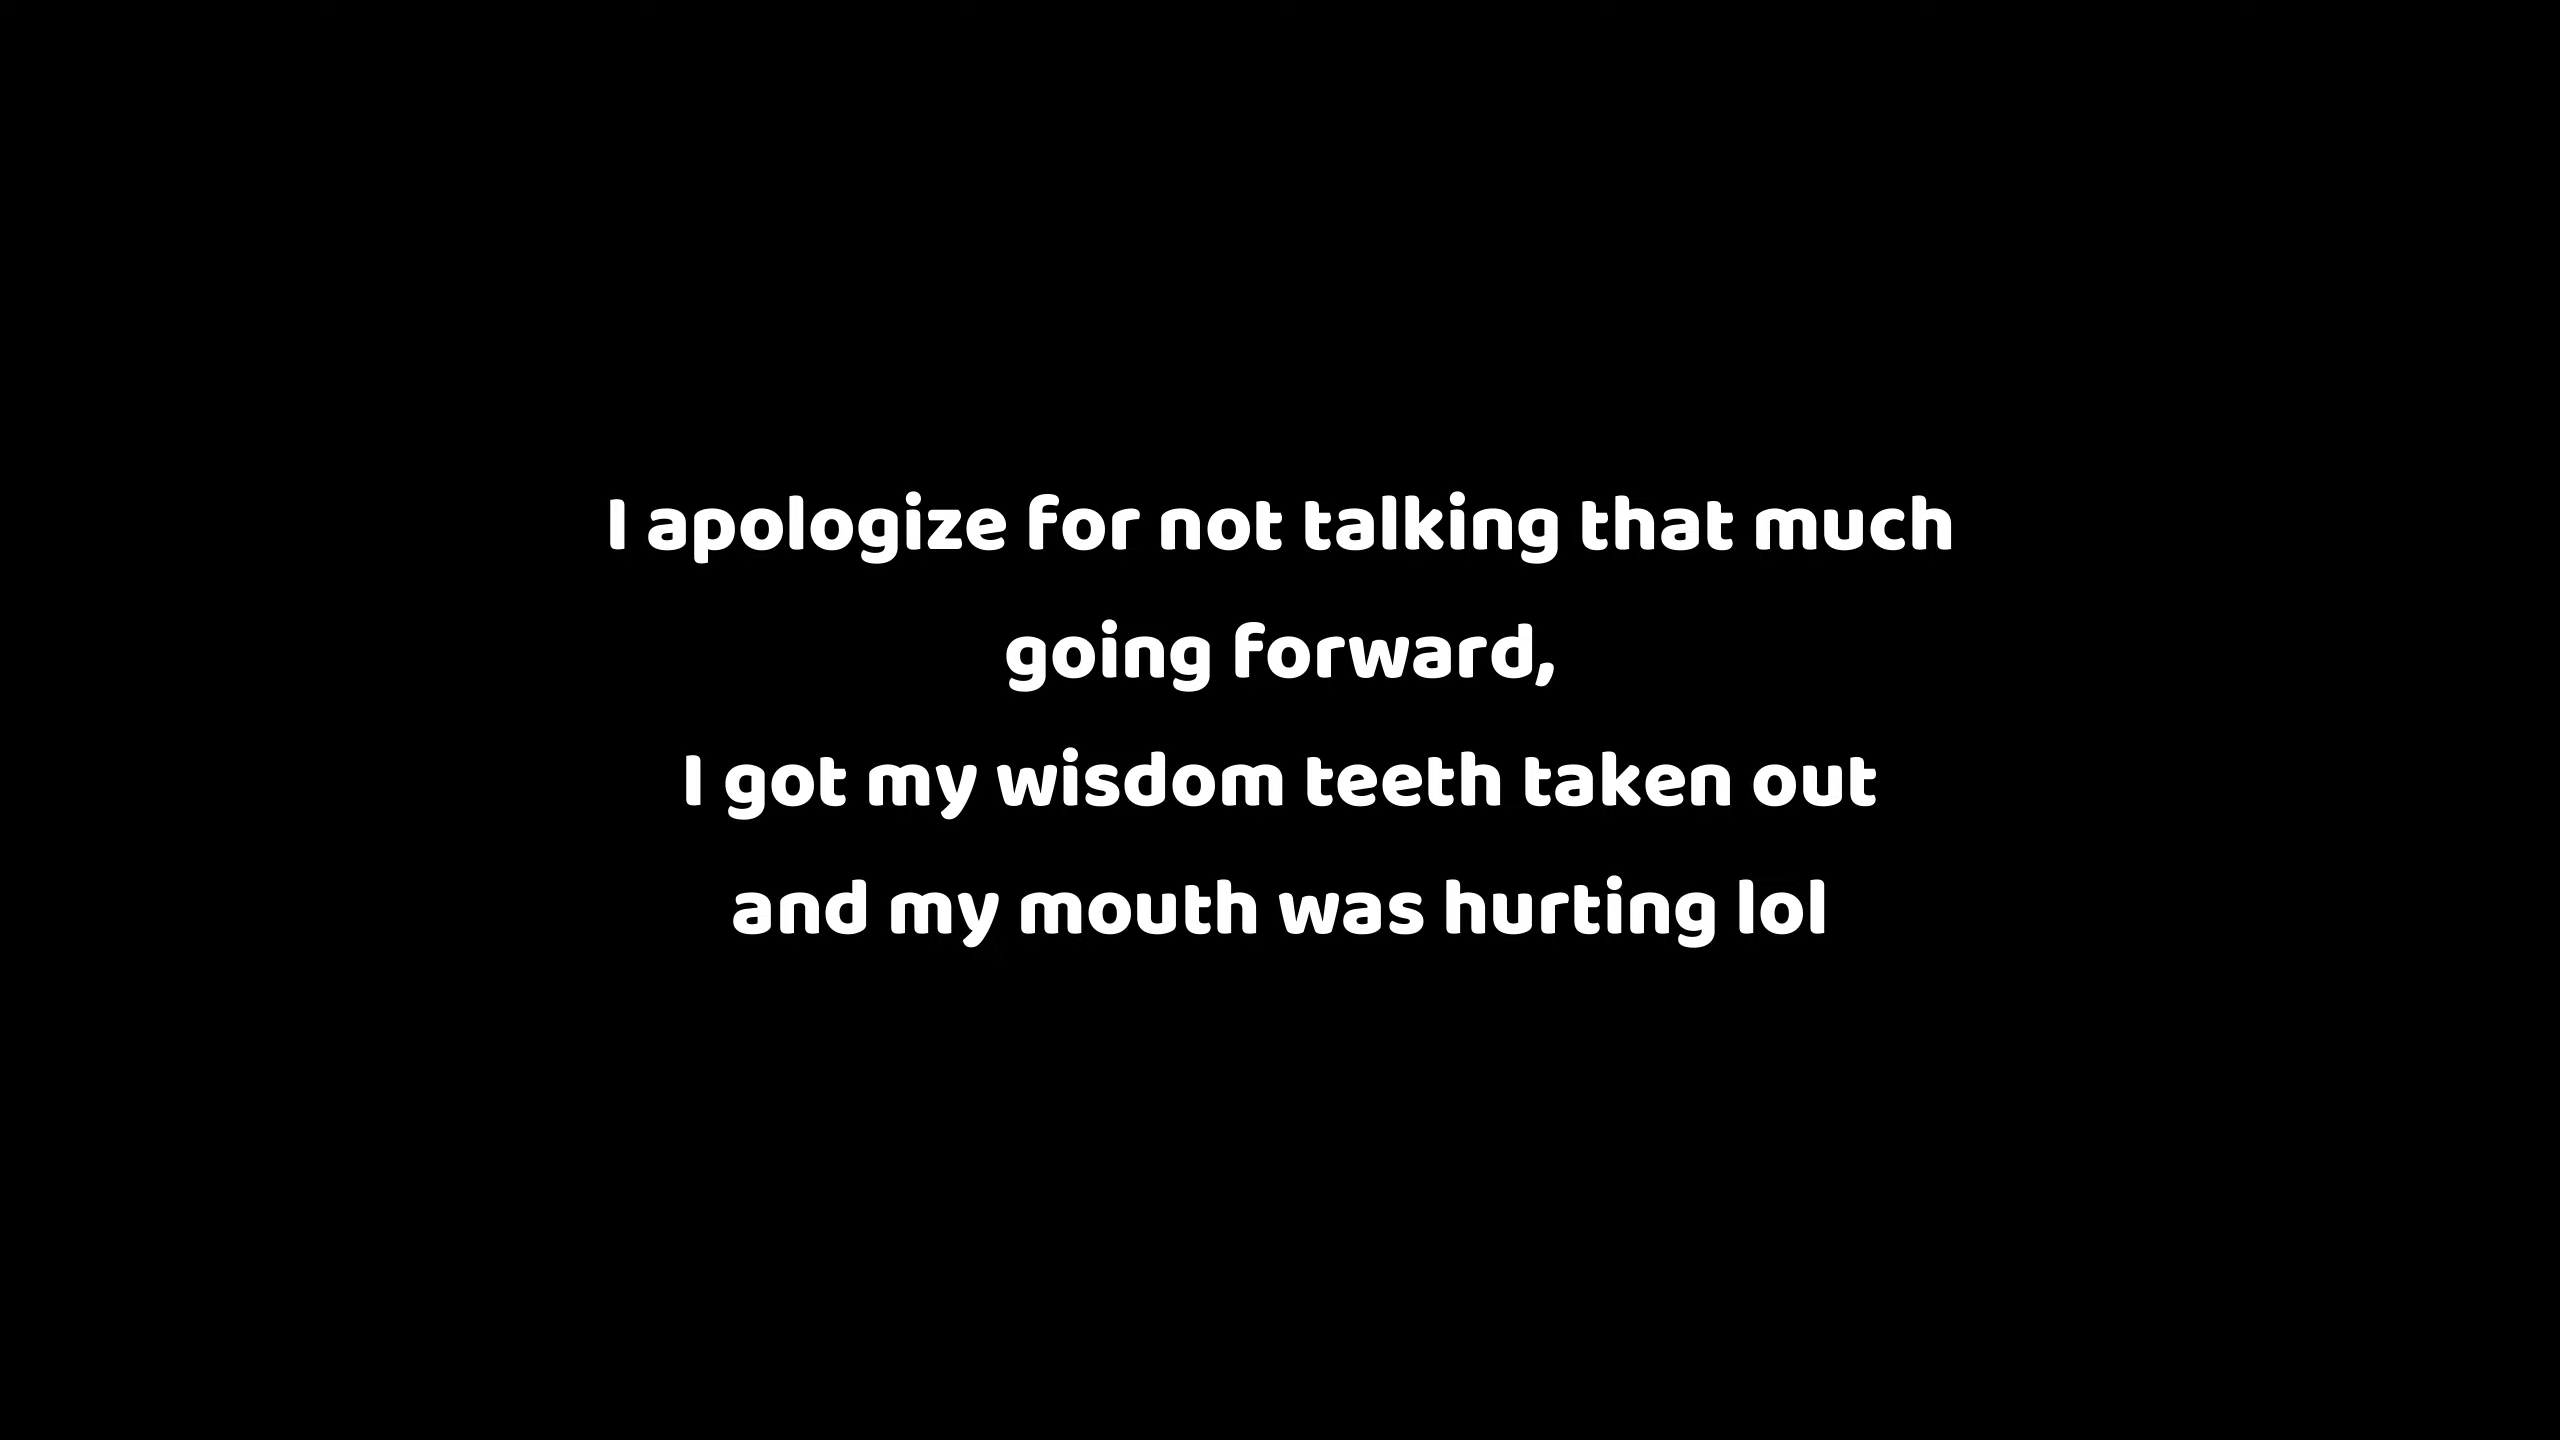 I apologize for not talking that much
going forward,
I got my wisdom teeth taken out
and my mouth was hurting lol